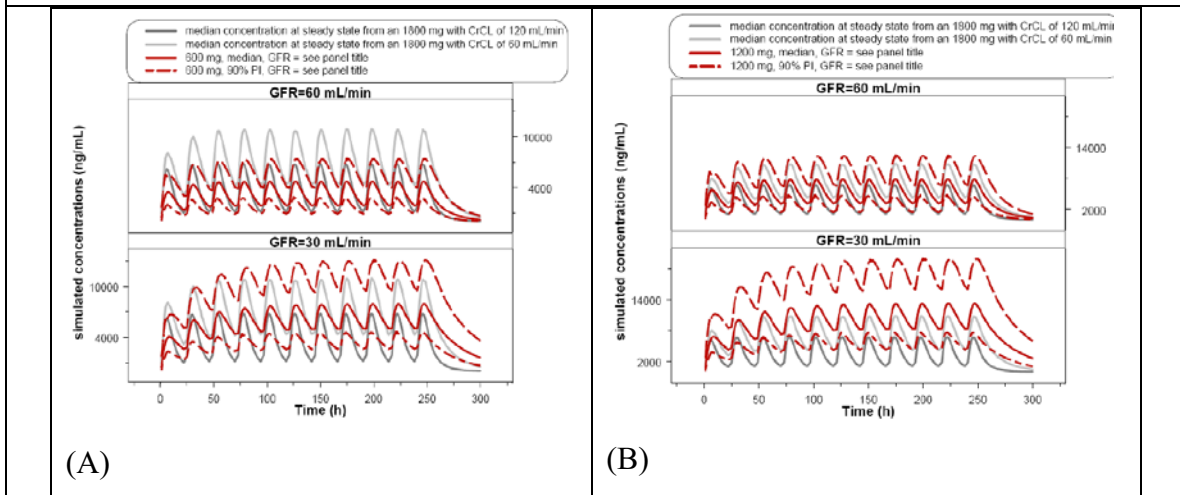 median concentration at steady state from an 1800 mg with CrCL of 120 mL/min
median concentration at steady state from an 1800 mg with CrCL of 60 mL/min
600 mg, median, GFR = see panel title
600 mg, 90% PI, GFR = see panel title
GFR=60 mL/min
10000
4000
GFR=30 mL/min
10000
4000
simulated concentrations (ng/mL)
0 50 100 150 200 250 300
Time (h)
(A)
median concentration at steady state from an 1800 mg with CrCL of 120 mL/min
median concentration at steady state from an 1800 mg with CrCL of 60 mL/min
1200 mg, median, GFR = see panel title
1200 mg, 90% PI, GFR = see panel title
GFR=60 mL/min
14000
2000
GFR=30 mL/min
14000
2000
simulated concentrations (ng/mL)
0 50 100 150 200 250 300
Time (h)
(B)